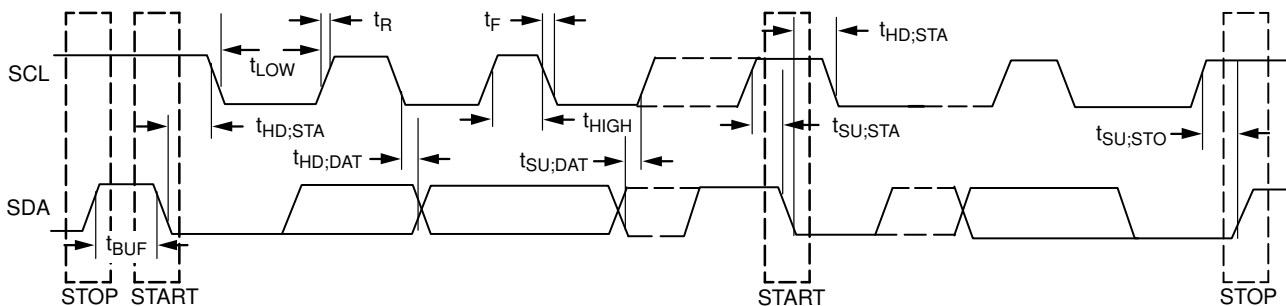 t_R
t_F
t_HD;STA
SCL
t_LOW
t_HD;STA
t_HIGH
t_SU;STA
t_HD;DAT
t_SU;DAT
t_SU;STO
SDA
t_BUF
STOP START START STOP